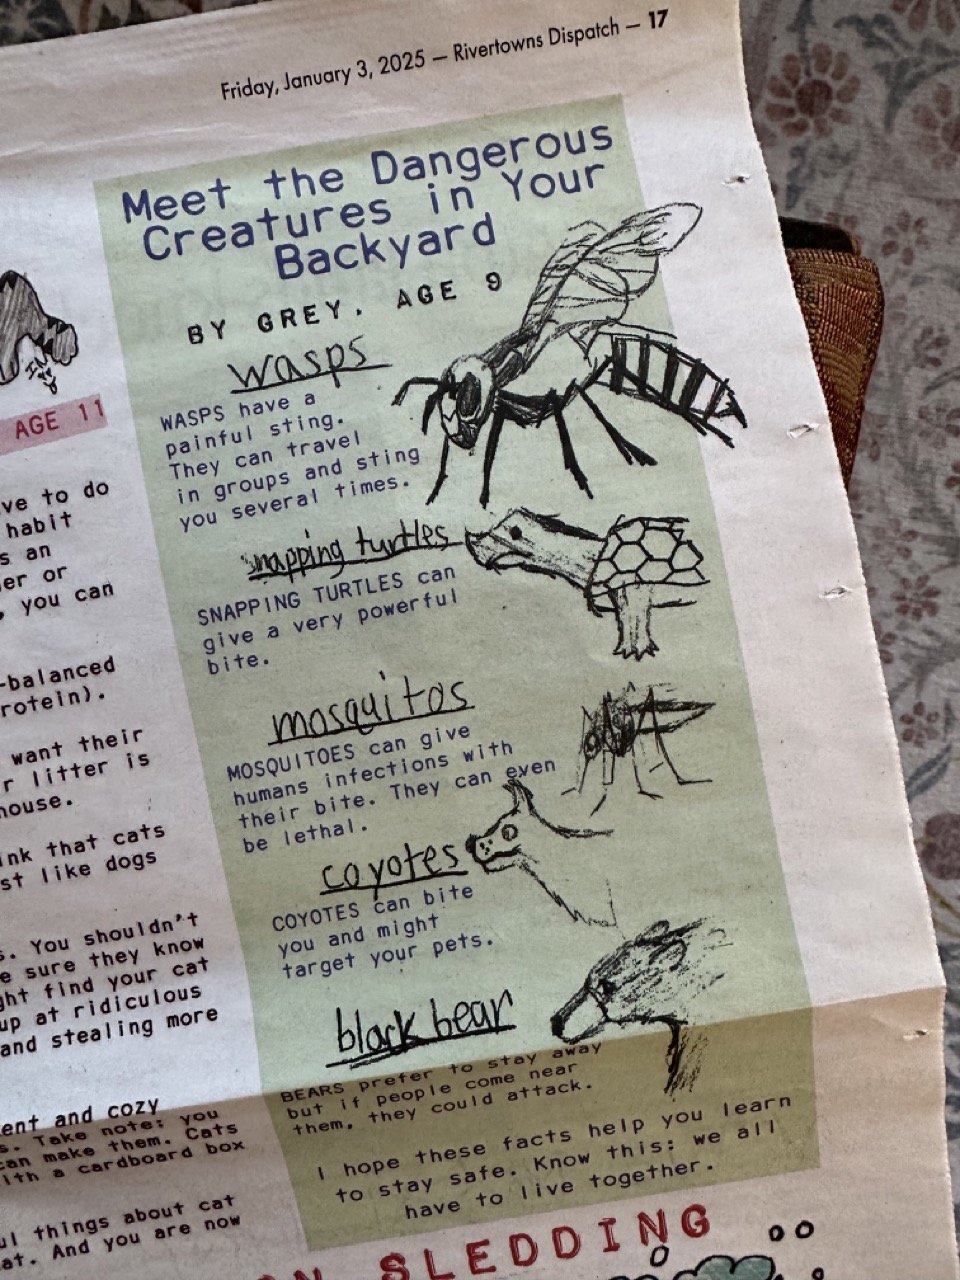 Friday, January 3, 2025 — Rivertowns Dispatch — 17
Meet the Dangerous
Creatures in Your
Backyard
BY GREY, AGE 9
wasps
WASPS have a
painful sting.
They can travel
in groups and sting
you several times.
snapping turtles
SNAPPING TURTLES can
give a very powerful
bite.
mosquitos
MOSQUITOES can give
humans infections with
their bite. They can even
be lethal.
coyotes
COYOTES can bite
you and might
target your pets.
black bear
BEARS prefer to stay away
but if people come near
them, they could attack.
I hope these facts help you learn
to stay safe. Know this: we all
have to live together.
AGE 11
ve to do
habit
s an
er or
, you can
-balanced
rotein).
want their
r litter is
house.
ink that cats
st like dogs
s. You shouldn't
e sure they know
ght find your cat
up at ridiculous
and stealing more
ent and cozy
s. Take note: you
can make them. Cats
ith a cardboard box
ul things about cat
at. And you are now
N SLEDDING